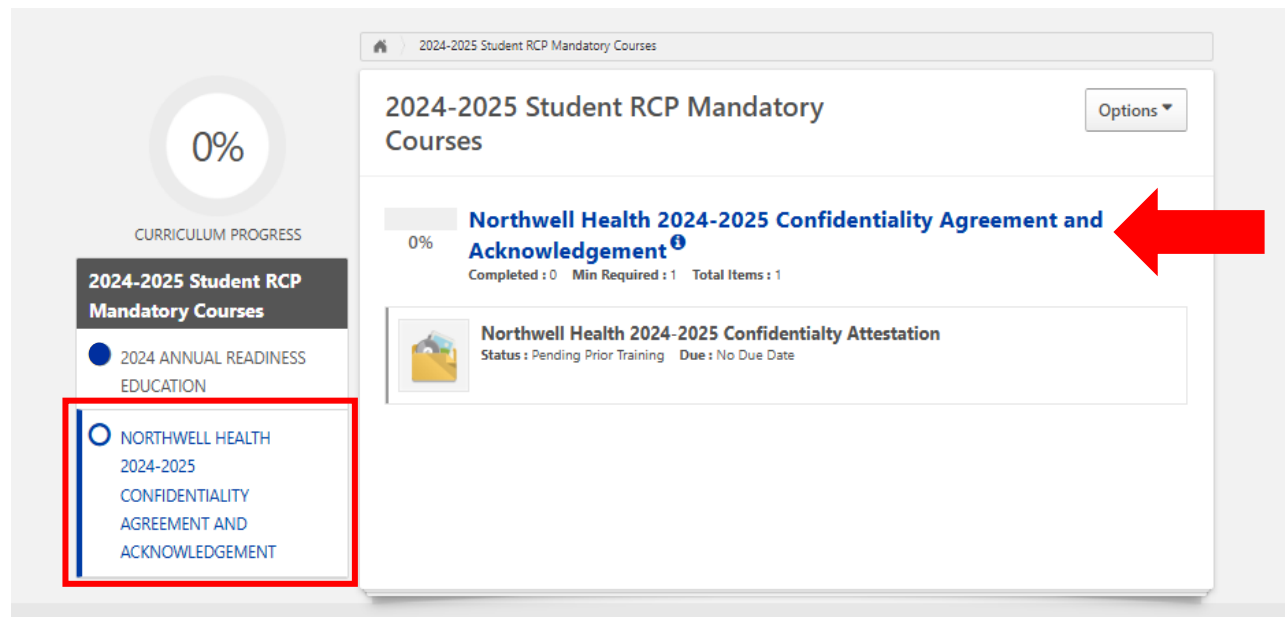 2024-2025 Student RCP Mandatory Courses
0%
CURRICULUM PROGRESS
2024-2025 Student RCP
Mandatory Courses
2024 ANNUAL READINESS
EDUCATION
NORTHWELL HEALTH
2024-2025
CONFIDENTIALITY
AGREEMENT AND
ACKNOWLEDGEMENT
2024-2025 Student RCP Mandatory
Courses
Options
0%
Northwell Health 2024-2025 Confidentiality Agreement and
Acknowledgement
Completed : 0 Min Required : 1 Total Items : 1
Northwell Health 2024-2025 Confidentialty Attestation
Status : Pending Prior Training Due : No Due Date